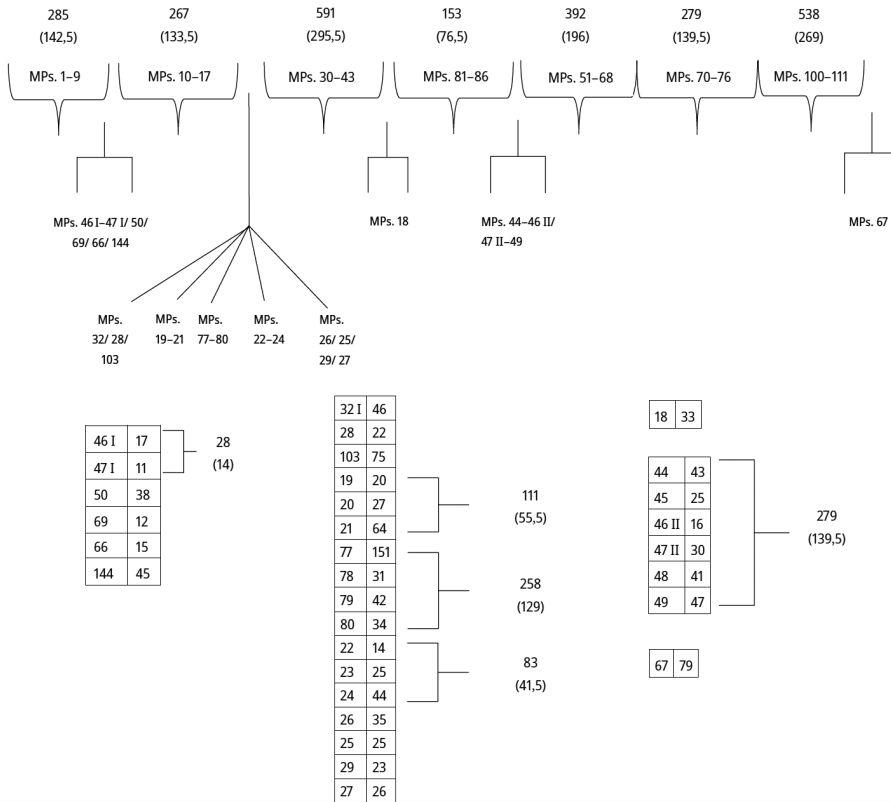 285 267 591 153 392 279 538
(142,5) (133,5) (295,5) (76,5) (196) (139,5) (269)
MPs. 1–9 MPs. 10–17 MPs. 30–43 MPs. 81–86 MPs. 51–68 MPs. 70–76 MPs. 100–111
MPs. 46 I–47 I/ 50/
69/ 66/ 144
MPs. 18
MPs. 44–46 II/
47 II–49
MPs. 67
MPs.
32/ 28/
103
MPs.
19–21
MPs.
77–80
MPs.
22–24
MPs.
26/ 25/
29/ 27
46 I 17
47 I 11
50 38
69 12
66 15
144 45
28
(14)
32 I 46
28 22
103 75
19 20
20 27
21 64
77 151
78 31
79 42
80 34
22 14
23 25
24 44
26 35
25 25
29 23
27 26
111
(55,5)
258
(129)
83
(41,5)
18 33
44 43
45 25
46 II 16
47 II 30
48 41
49 47
279
(139,5)
67 79